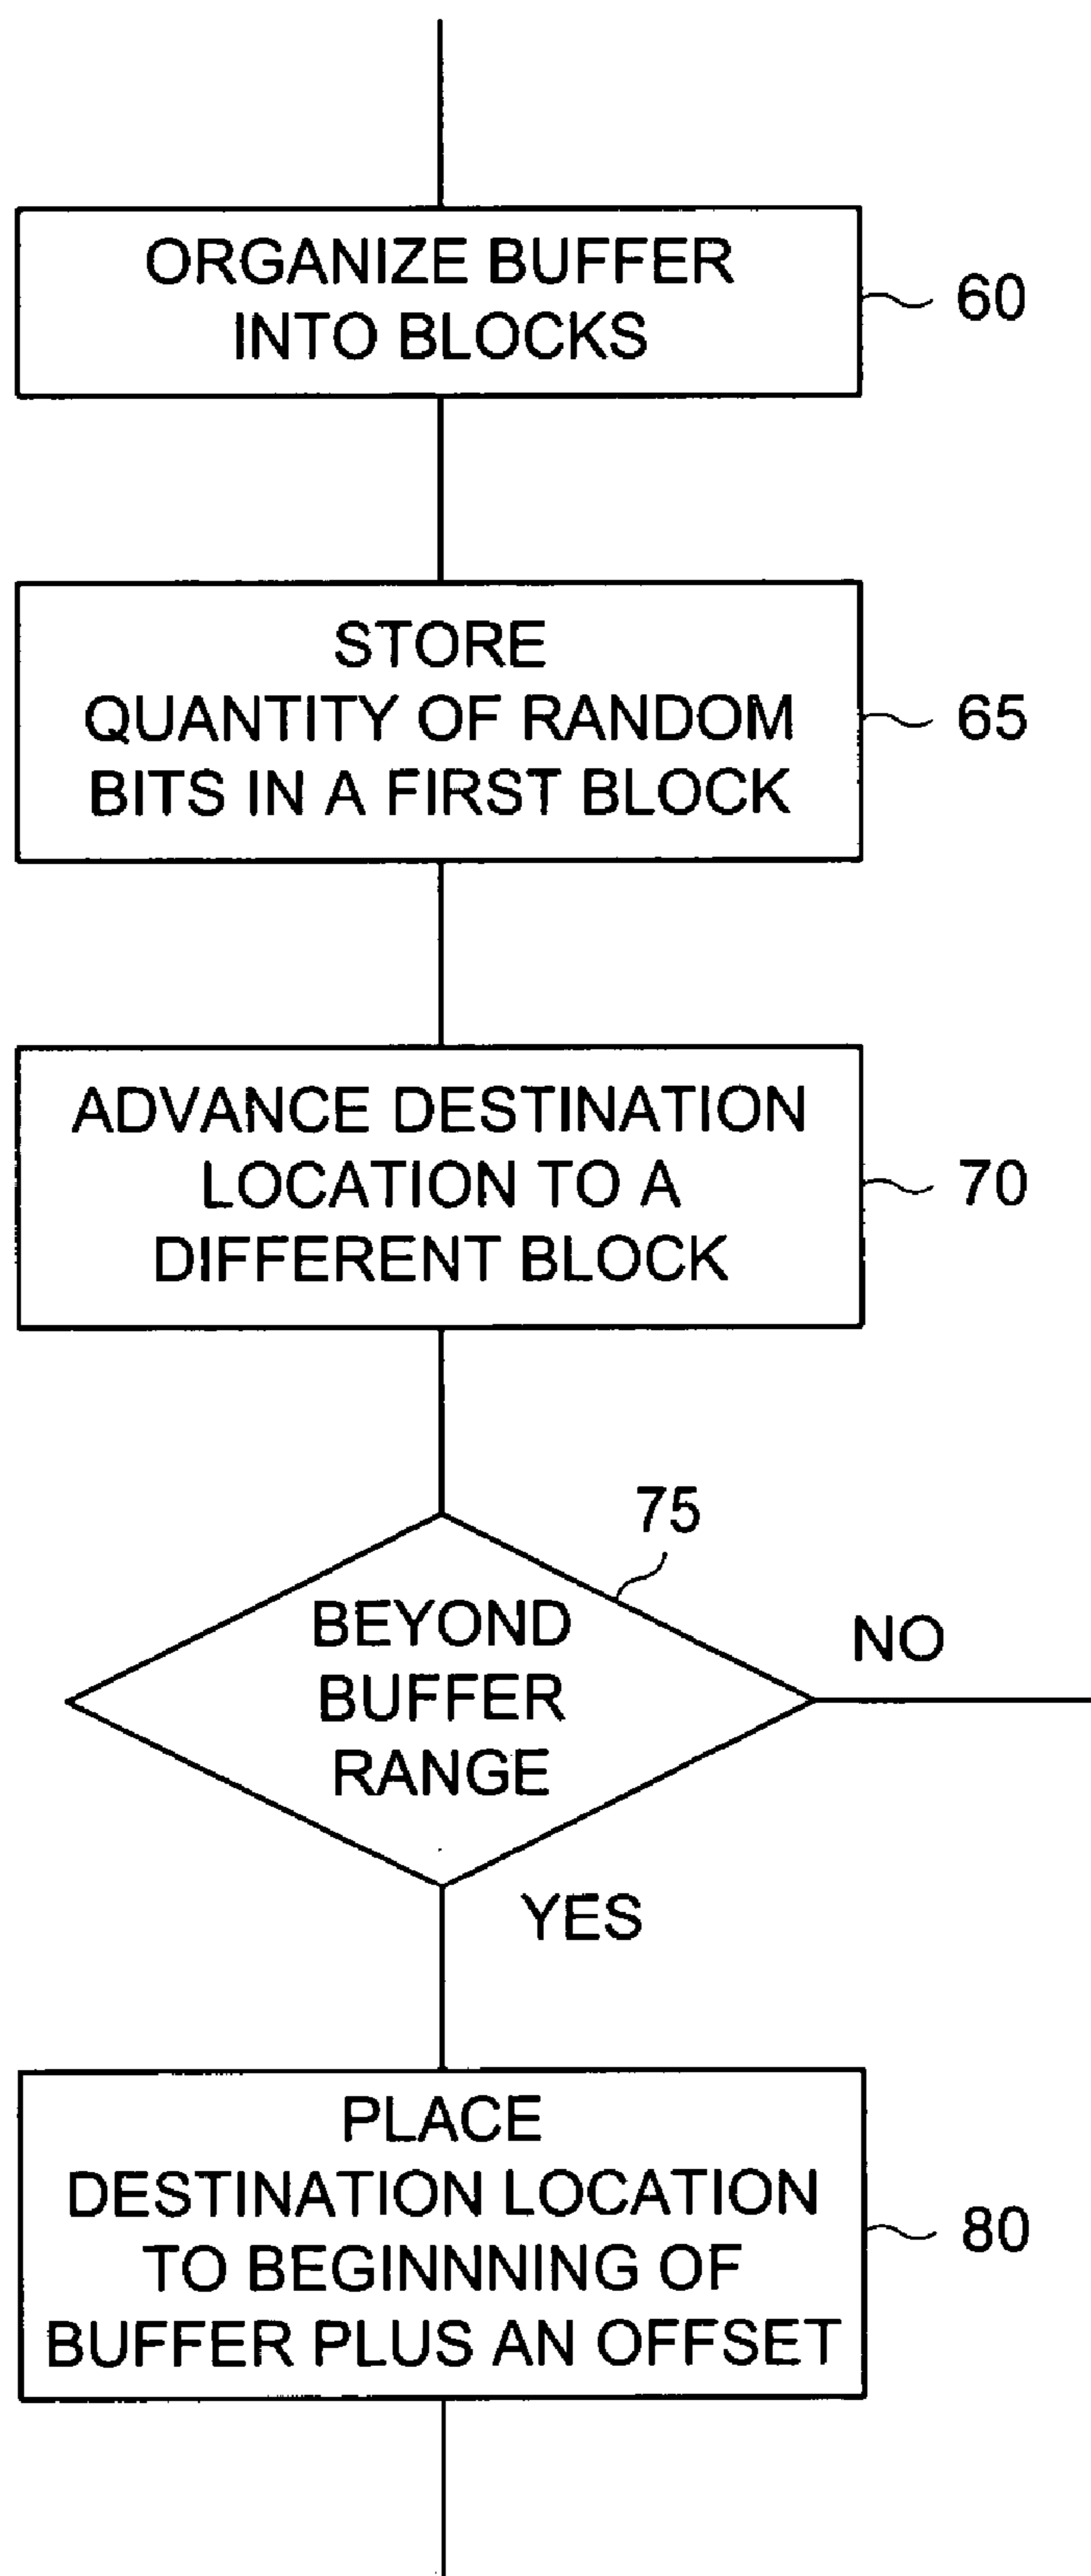 ORGANIZE BUFFER
INTO BLOCKS
60
STORE
QUANTITY OF RANDOM
BITS IN A FIRST BLOCK
65
ADVANCE DESTINATION
LOCATION TO A
DIFFERENT BLOCK
70
75
BEYOND
BUFFER
RANGE
NO
YES
PLACE
DESTINATION LOCATION
TO BEGINNNING OF
BUFFER PLUS AN OFFSET
80